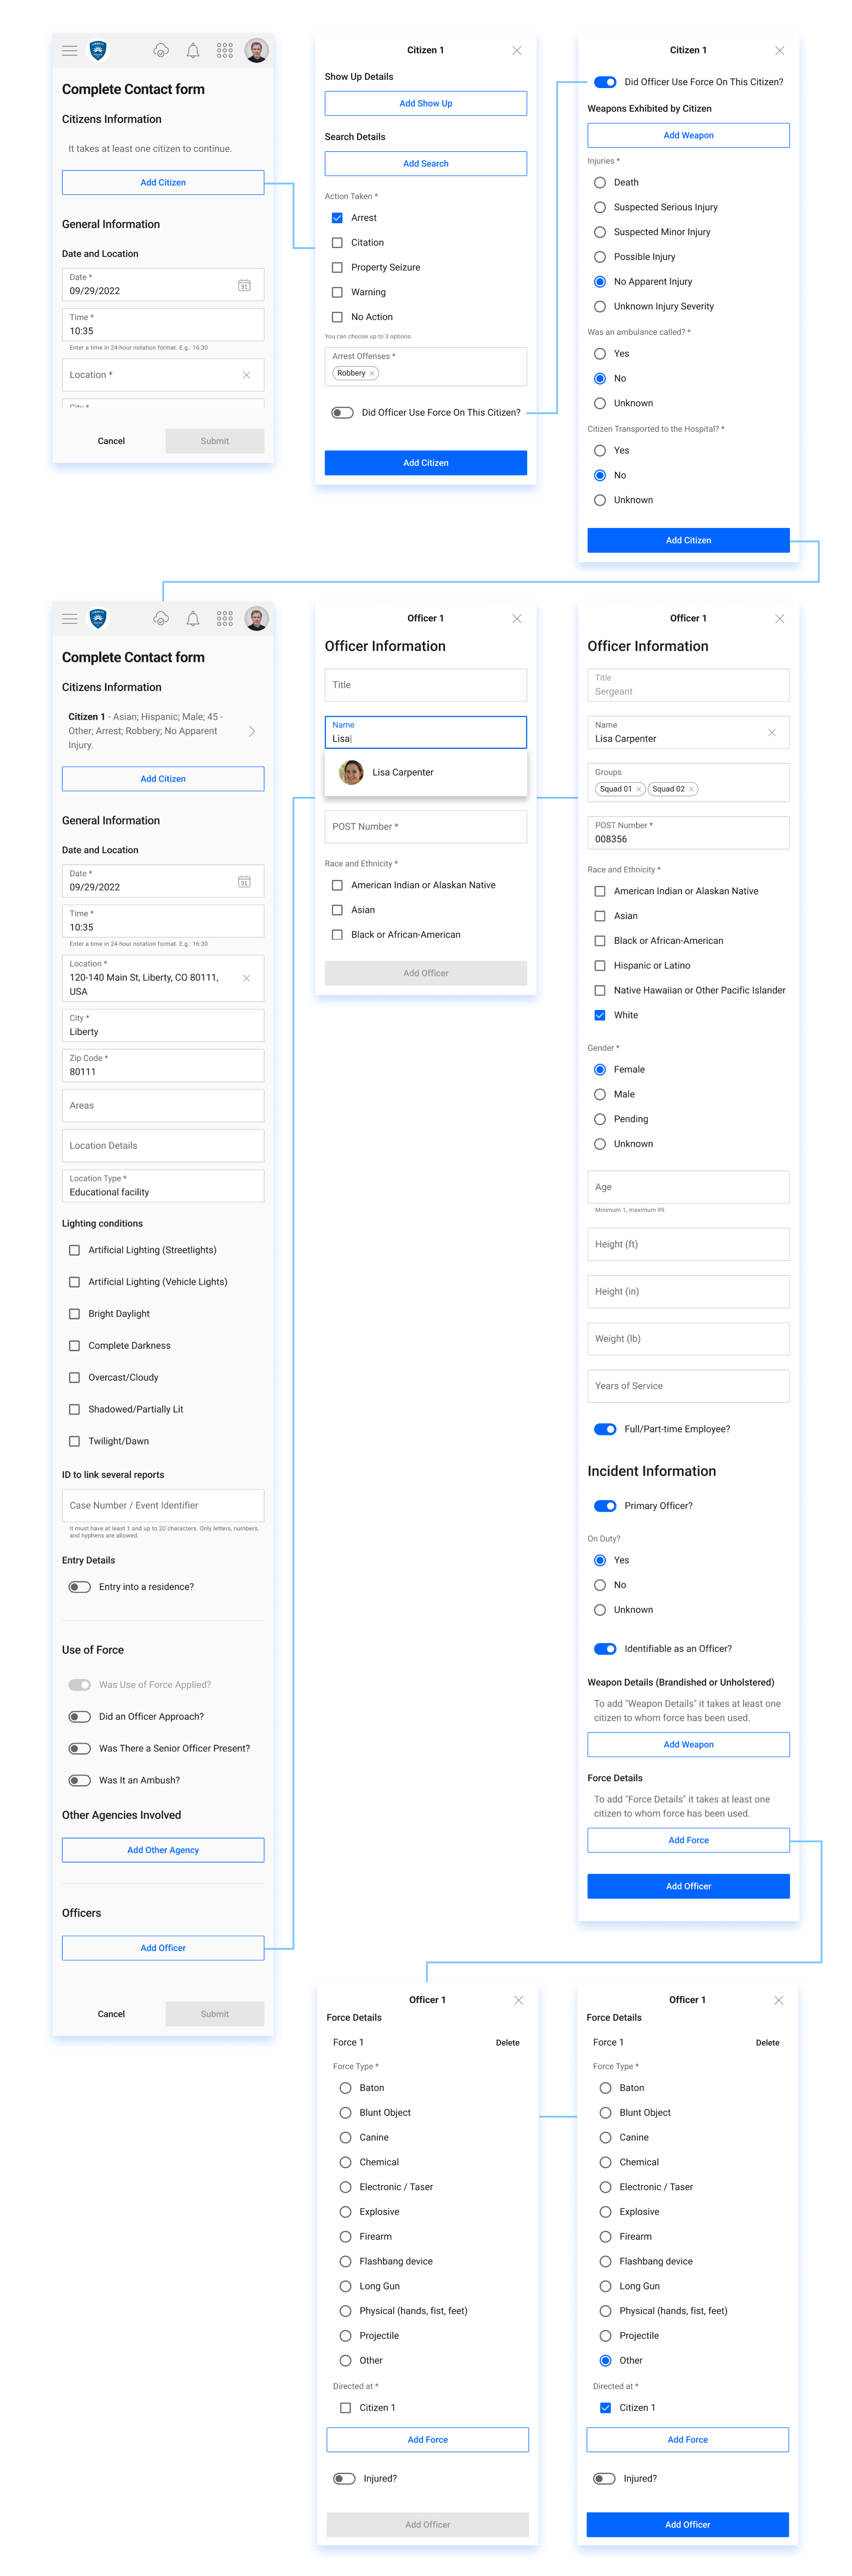 Complete Contact form
Citizens Information
It takes at least one citizen to continue.
Add Citizen
General Information
Date and Location
Date *
09/29/2022
31
Time *
10:35
Enter a time in 24-hour notation format. E.g.: 16:30
Location *
City *
Cancel
Submit
Citizen 1
Show Up Details
Add Show Up
Search Details
Add Search
Action Taken *
Arrest
Citation
Property Seizure
Warning
No Action
You can choose up to 3 options.
Arrest Offenses *
Robbery
Did Officer Use Force On This Citizen?
Add Citizen
Citizen 1
Did Officer Use Force On This Citizen?
Weapons Exhibited by Citizen
Add Weapon
Injuries *
Death
Suspected Serious Injury
Suspected Minor Injury
Possible Injury
No Apparent Injury
Unknown Injury Severity
Was an ambulance called? *
Yes
No
Unknown
Citizen Transported to the Hospital? *
Yes
No
Unknown
Add Citizen
Complete Contact form
Citizens Information
Citizen 1 - Asian; Hispanic; Male; 45 -
Other; Arrest; Robbery; No Apparent
Injury.
Add Citizen
General Information
Date and Location
Date *
09/29/2022
31
Time *
10:35
Enter a time in 24-hour notation format. E.g.: 16:30
Location *
120-140 Main St, Liberty, CO 80111,
USA
City *
Liberty
Zip Code *
80111
Areas
Location Details
Location Type *
Educational facility
Lighting conditions
Artificial Lighting (Streetlights)
Artificial Lighting (Vehicle Lights)
Bright Daylight
Complete Darkness
Overcast/Cloudy
Shadowed/Partially Lit
Twilight/Dawn
ID to link several reports
Case Number / Event Identifier
It must have at least 1 and up to 20 characters. Only letters, numbers,
and hyphens are allowed.
Entry Details
Entry into a residence?
Use of Force
Was Use of Force Applied?
Did an Officer Approach?
Was There a Senior Officer Present?
Was It an Ambush?
Other Agencies Involved
Add Other Agency
Officers
Add Officer
Cancel
Submit
Officer 1
Officer Information
Title
Name
Lisa
Lisa Carpenter
POST Number *
Race and Ethnicity *
American Indian or Alaskan Native
Asian
Black or African-American
Add Officer
Officer 1
Officer Information
Title
Sergeant
Name
Lisa Carpenter
Groups
Squad 01
Squad 02
POST Number *
008356
Race and Ethnicity *
American Indian or Alaskan Native
Asian
Black or African-American
Hispanic or Latino
Native Hawaiian or Other Pacific Islander
White
Gender *
Female
Male
Pending
Unknown
Age
Minimum 1, maximum 99.
Height (ft)
Height (in)
Weight (lb)
Years of Service
Full/Part-time Employee?
Incident Information
Primary Officer?
On Duty?
Yes
No
Unknown
Identifiable as an Officer?
Weapon Details (Brandished or Unholstered)
To add "Weapon Details" it takes at least one
citizen to whom force has been used.
Add Weapon
Force Details
To add "Force Details" it takes at least one
citizen to whom force has been used.
Add Force
Add Officer
Officer 1
Force Details
Force 1
Delete
Force Type *
Baton
Blunt Object
Canine
Chemical
Electronic / Taser
Explosive
Firearm
Flashbang device
Long Gun
Physical (hands, fist, feet)
Projectile
Other
Directed at *
Citizen 1
Add Force
Injured?
Add Officer
Officer 1
Force Details
Force 1
Delete
Force Type *
Baton
Blunt Object
Canine
Chemical
Electronic / Taser
Explosive
Firearm
Flashbang device
Long Gun
Physical (hands, fist, feet)
Projectile
Other
Directed at *
Citizen 1
Add Force
Injured?
Add Officer